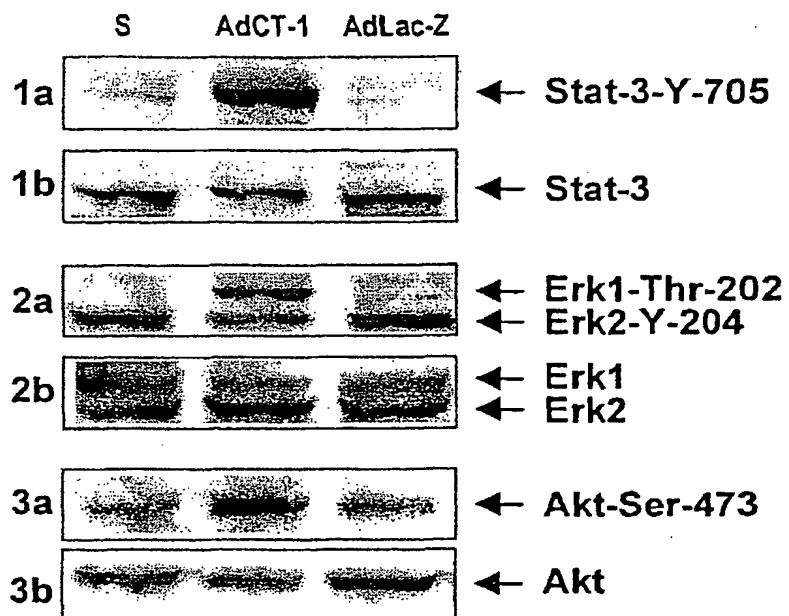 S AdCT-1 AdLac-Z
1a ← Stat-3-Y-705
1b ← Stat-3
2a ← Erk1-Thr-202
← Erk2-Y-204
2b ← Erk1
← Erk2
3a ← Akt-Ser-473
3b ← Akt